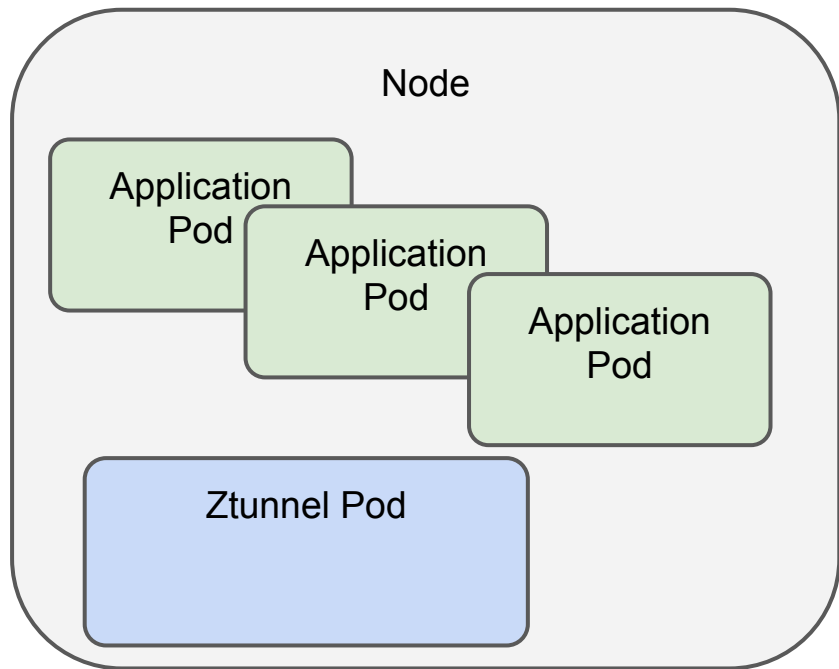 Node
Application
Pod
Application
Pod
Application
Pod
Ztunnel Pod